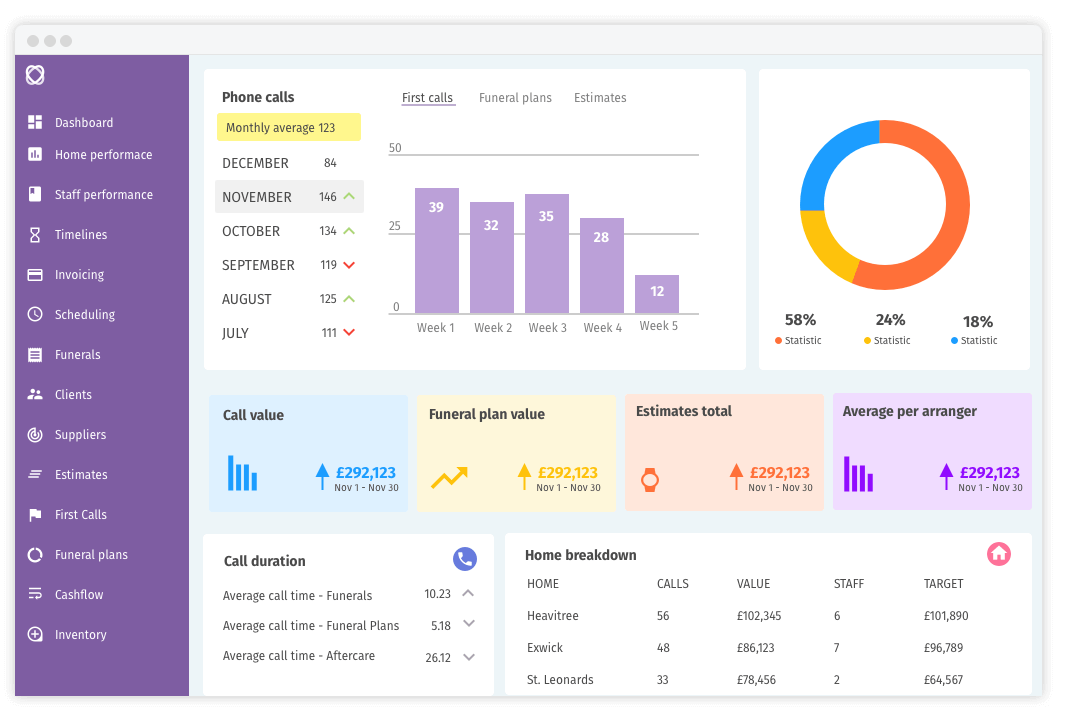 Dashboard
Home performace
Staff performance
Timelines
Invoicing
Scheduling
Funerals
Clients
Suppliers
Estimates
First Calls
Funeral plans
Cashflow
Inventory
Phone calls
Monthly average 123
DECEMBER 84
NOVEMBER 146
OCTOBER 134
SEPTEMBER 119
AUGUST 125
JULY 111
First calls Funeral plans Estimates
50
25
0
39 32 35 28 12
Week 1 Week 2 Week 3 Week 4 Week 5
58% 24% 18%
Statistic Statistic Statistic
Call value
£292,123
Nov 1 - Nov 30
Funeral plan value
£292,123
Nov 1 - Nov 30
Estimates total
£292,123
Nov 1 - Nov 30
Average per arranger
£292,123
Nov 1 - Nov 30
Call duration
Average call time - Funerals 10.23
Average call time - Funeral Plans 5.18
Average call time - Aftercare 26.12
Home breakdown
HOME CALLS VALUE STAFF TARGET
Heavitree 56 £102,345 6 £101,890
Exwick 48 £86,123 7 £96,789
St. Leonards 33 £78,456 2 £64,567